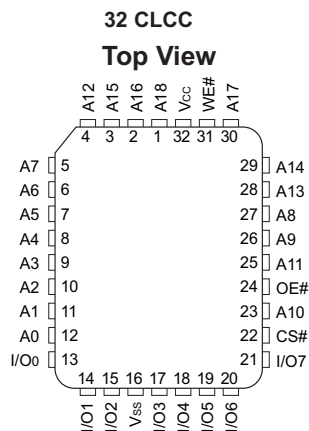 32 CLCC
Top View
A12 A15 A16 A18 Vcc WE# A17
4 3 2 1 32 31 30
A7 5 29 A14
A6 6 28 A13
A5 7 27 A8
A4 8 26 A9
A3 9 25 A11
A2 10 24 OE#
A1 11 23 A10
A0 12 22 CS#
I/O0 13 21 I/O7
14 15 16 17 18 19 20
I/O1 I/O2 Vss I/O3 I/O4 I/O5 I/O6